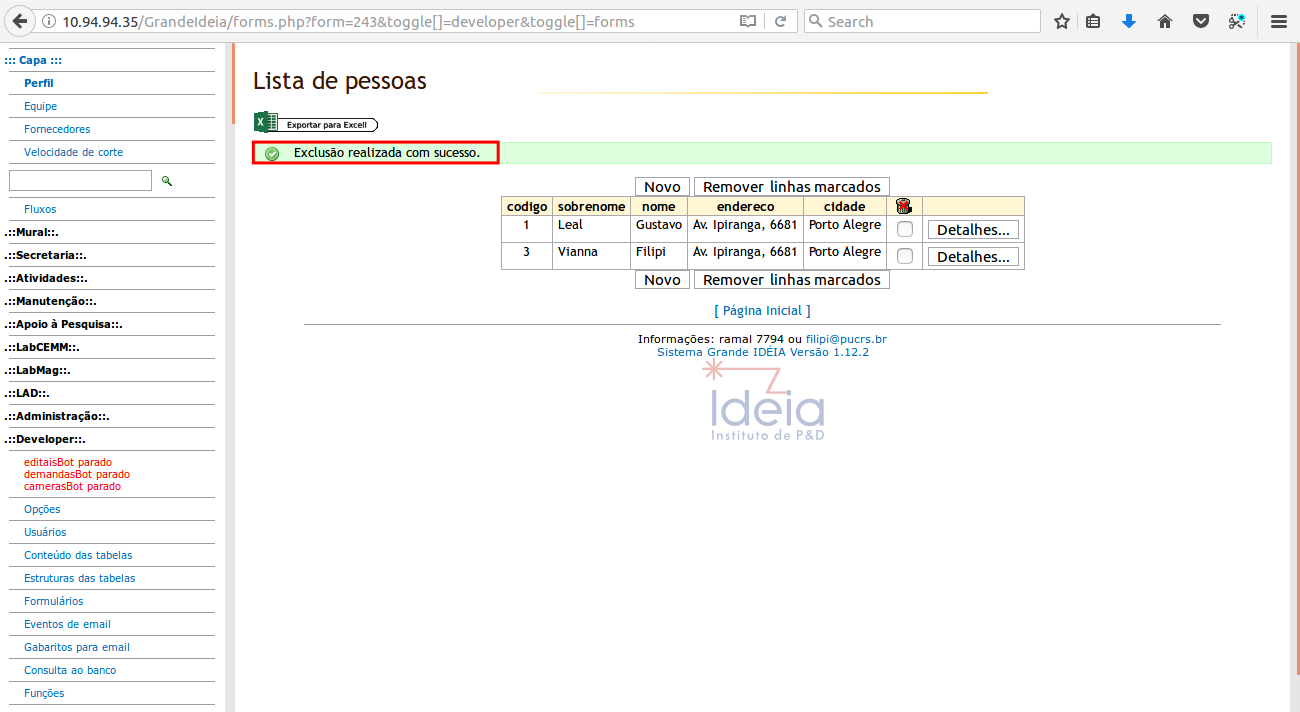 10.94.94.35/GrandeIdeia/forms.php?form=243&toggle[]=developer&toggle[]=forms
Search
::: Capa :::
Perfil
Equipe
Fornecedores
Velocidade de corte
Fluxos
.::Mural::.
.::Secretaria::.
.::Atividades::.
.::Manutenção::.
.::Apoio à Pesquisa::.
.::LabCEMM::.
.::LabMag::.
.::LAD::.
.::Administração::.
.::Developer::.
editaisBot parado
demandasBot parado
camerasBot parado
Opções
Usuários
Conteúdo das tabelas
Estruturas das tabelas
Formulários
Eventos de email
Gabaritos para email
Consulta ao banco
Funções
Lista de pessoas
Exportar para Excell
Exclusão realizada com sucesso.
Novo Remover linhas marcados
codigo sobrenome nome endereco cidade
1 Leal Gustavo Av. Ipiranga, 6681 Porto Alegre Detalhes...
3 Vianna Filipi Av. Ipiranga, 6681 Porto Alegre Detalhes...
Novo Remover linhas marcados
[ Página Inicial ]
Informações: ramal 7794 ou filipi@pucrs.br
Sistema Grande IDÉIA Versão 1.12.2
Ideia
Instituto de P&D